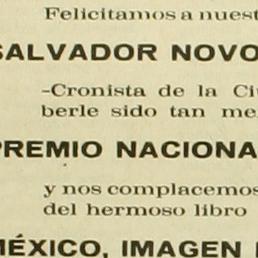 Felicitamos a nuest
SALVADOR NOVO
-Cronista de la Ci
berle sido tan me
PREMIO NACIONA
y nos complacemos
del hermoso libro
MÉXICO, IMAGEN